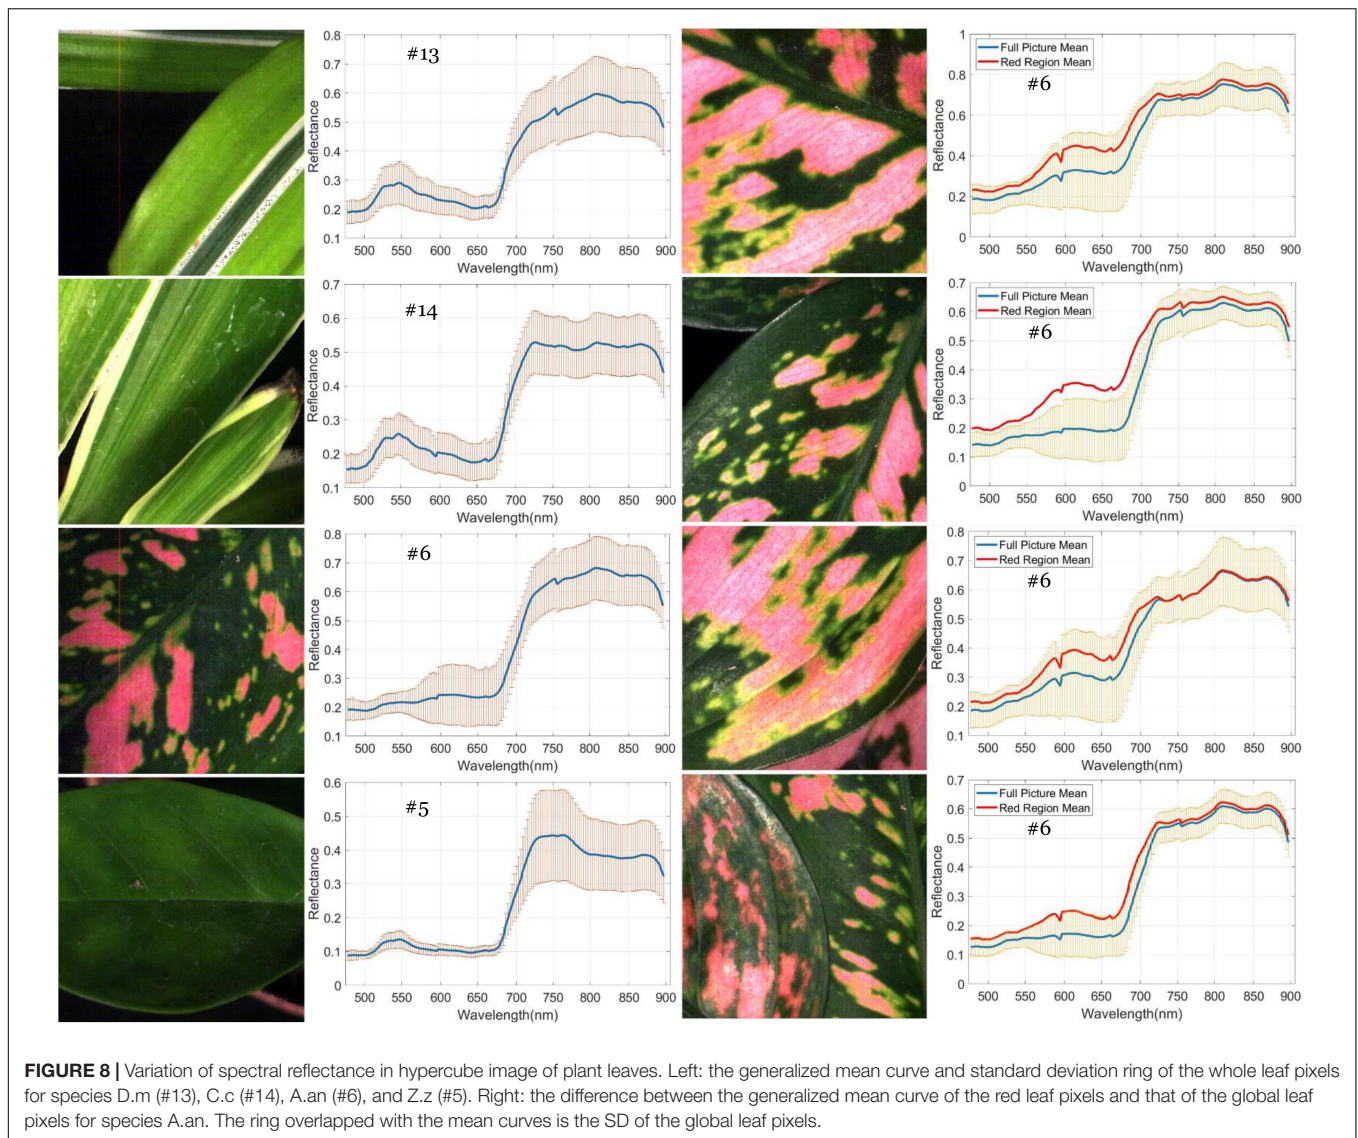 #13
0.8
0.7
0.6
0.5
0.4
0.3
0.2
0.1
Reflectance
500 550 600 650 700 750 800 850 900
Wavelength(nm)
Full Picture Mean
Red Region Mean
#6
1
0.8
0.6
0.4
0.2
0
Reflectance
500 550 600 650 700 750 800 850 900
Wavelength(nm)
#14
0.7
0.6
0.5
0.4
0.3
0.2
0.1
Reflectance
500 550 600 650 700 750 800 850 900
Wavelength(nm)
Full Picture Mean
Red Region Mean
#6
0.7
0.6
0.5
0.4
0.3
0.2
0.1
0
Reflectance
500 550 600 650 700 750 800 850 900
Wavelength(nm)
#6
0.8
0.7
0.6
0.5
0.4
0.3
0.2
0.1
Reflectance
500 550 600 650 700 750 800 850 900
Wavelength(nm)
Full Picture Mean
Red Region Mean
#6
0.8
0.7
0.6
0.5
0.4
0.3
0.2
0.1
Reflectance
500 550 600 650 700 750 800 850 900
Wavelength(nm)
#5
0.6
0.5
0.4
0.3
0.2
0.1
0
Reflectance
500 550 600 650 700 750 800 850 900
Wavelength(nm)
Full Picture Mean
Red Region Mean
#6
0.7
0.6
0.5
0.4
0.3
0.2
0.1
0
Reflectance
500 550 600 650 700 750 800 850 900
Wavelength(nm)
FIGURE 8 | Variation of spectral reflectance in hypercube image of plant leaves. Left: the generalized mean curve and standard deviation ring of the whole leaf pixels
for species D.m (#13), C.c (#14), A.an (#6), and Z.z (#5). Right: the difference between the generalized mean curve of the red leaf pixels and that of the global leaf
pixels for species A.an. The ring overlapped with the mean curves is the SD of the global leaf pixels.